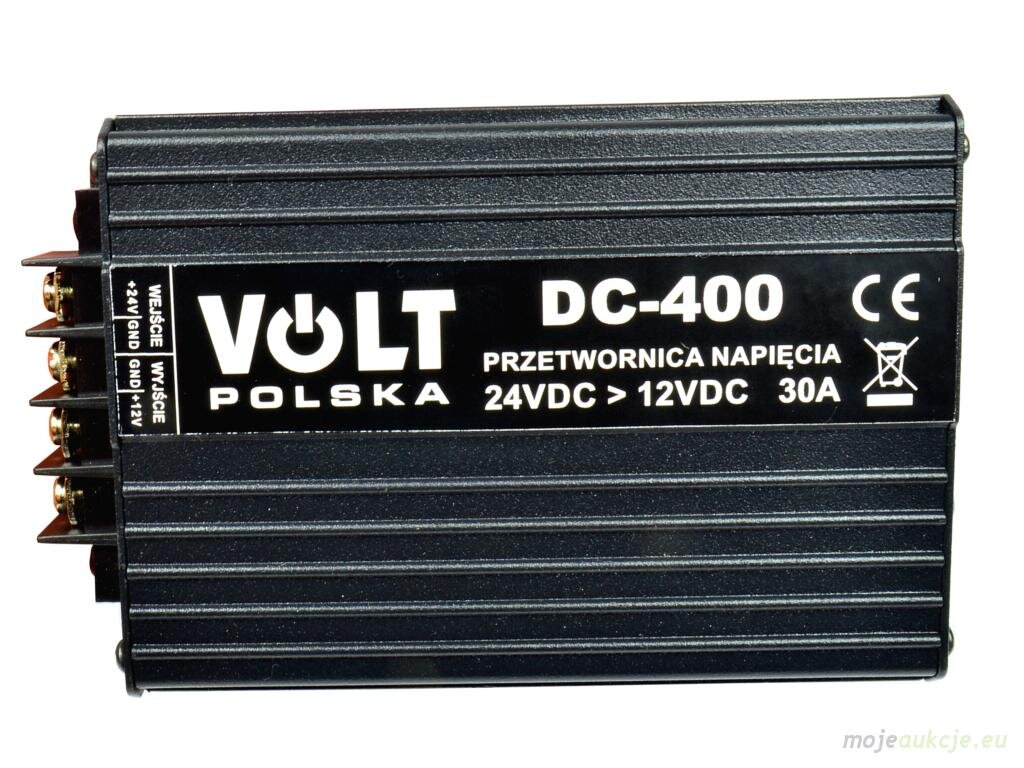 WEJŚCIE
+24V GND
WYJŚCIE
GND +12V
VOLT
POLSKA
DC-400
PRZETWORNICA NAPIĘCIA
24VDC > 12VDC 30A
CE
mojeaukcje.eu